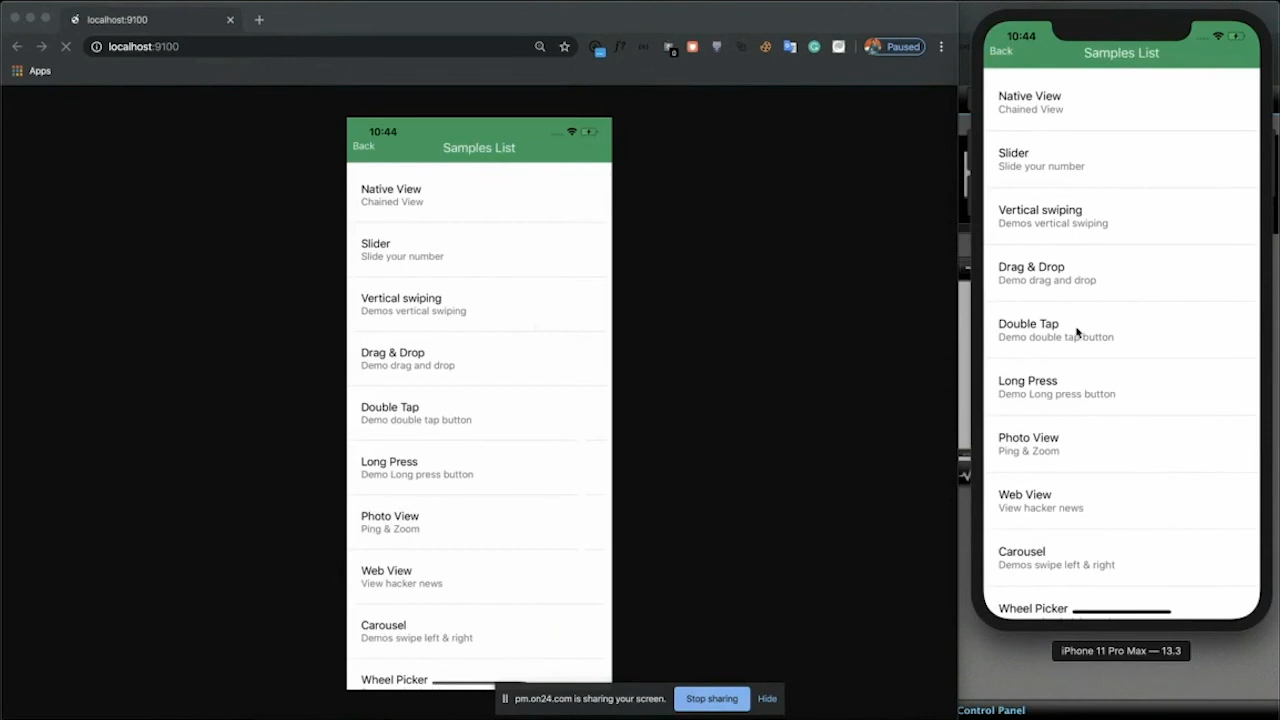 localhost:9100
localhost:9100
f?
0
Paused
Apps
10:44
Back
Samples List
Native View
Chained View
Slider
Slide your number
Vertical swiping
Demos vertical swiping
Drag & Drop
Demo drag and drop
Double Tap
Demo double tap button
Long Press
Demo Long press button
Photo View
Ping & Zoom
Web View
View hacker news
Carousel
Demos swipe left & right
Wheel Picker
pm.on24.com is sharing your screen.
Stop sharing
Hide
10:44
Back
Samples List
Native View
Chained View
Slider
Slide your number
Vertical swiping
Demos vertical swiping
Drag & Drop
Demo drag and drop
Double Tap
Demo double tap button
Long Press
Demo Long press button
Photo View
Ping & Zoom
Web View
View hacker news
Carousel
Demos swipe left & right
Wheel Picker
iPhone 11 Pro Max — 13.3
Control Panel